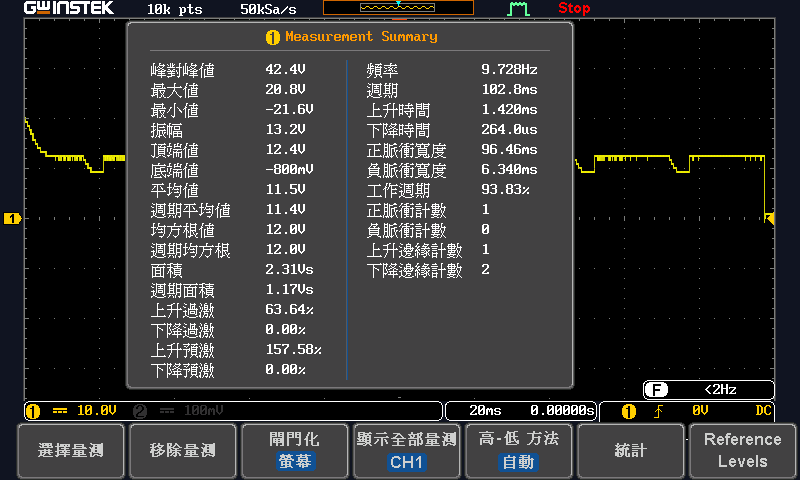 GWINSTEK 10k pts 50kSa/s Stop
1 Measurement Summary
峰對峰値 42.4V
最大値 20.8V
最小値 -21.6V
振幅 13.2V
頂端値 12.4V
底端値 -800mV
平均値 11.5V
週期平均値 11.4V
均方根値 12.0V
週期均方根 12.0V
面積 2.31Vs
週期面積 1.17Vs
上升過激 63.64%
下降過激 0.00%
上升預激 157.58%
下降預激 0.00%
頻率 9.728Hz
週期 102.8ms
上升時間 1.420ms
下降時間 264.0us
正脈衝寬度 96.46ms
負脈衝寬度 6.340ms
工作週期 93.83%
正脈衝計數 1
負脈衝計數 0
上升邊緣計數 1
下降邊緣計數 2
1
F <2Hz
1 10.0V 2 100mV 20ms 0.00000s 1 0V DC
選擇量測
移除量測
閘門化
螢幕
顯示全部量測
CH1
高-低 方法
自動
統計
Reference
Levels